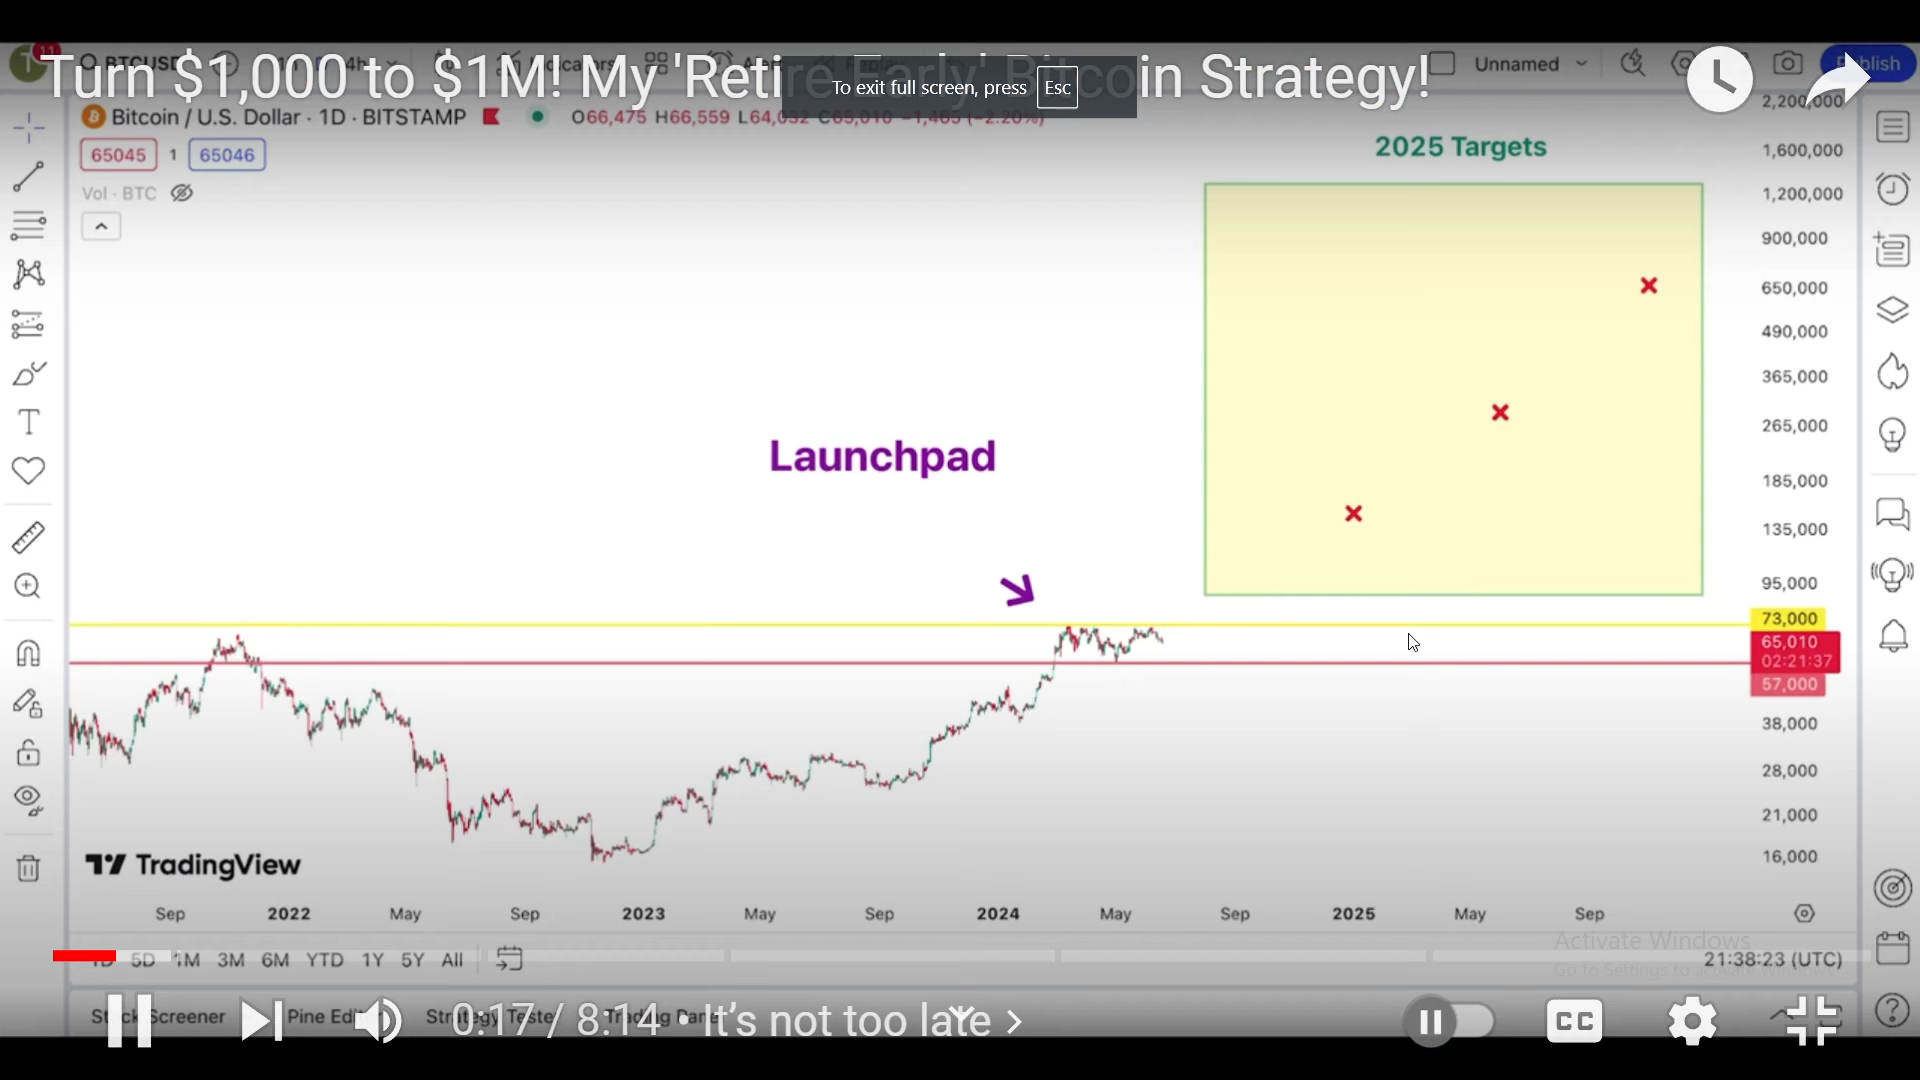 Turn $1,000 to $1M! My 'Retire Early' Bitcoin Strategy!
To exit full screen, press Esc
T
11
BTCUSD
4h
Indicators
Unnamed
Publish
Bitcoin / U.S. Dollar · 1D · BITSTAMP
O66,475 H66,559 L64,032 C65,010 −1,465 (−2.20%)
65045 1 65046
Vol · BTC
2025 Targets
Launchpad
2,200,000
1,600,000
1,200,000
900,000
650,000
490,000
365,000
265,000
185,000
135,000
95,000
73,000
65,010
02:21:37
57,000
38,000
28,000
21,000
16,000
TradingView
Sep 2022 May Sep 2023 May Sep 2024 May Sep 2025 May Sep
1D 5D 1M 3M 6M YTD 1Y 5Y All
Activate Windows
21:38:23 (UTC)
Stock Screener Pine Editor Strategy Tester Trading Panel
0:17 / 8:14 • It's not too late
CC